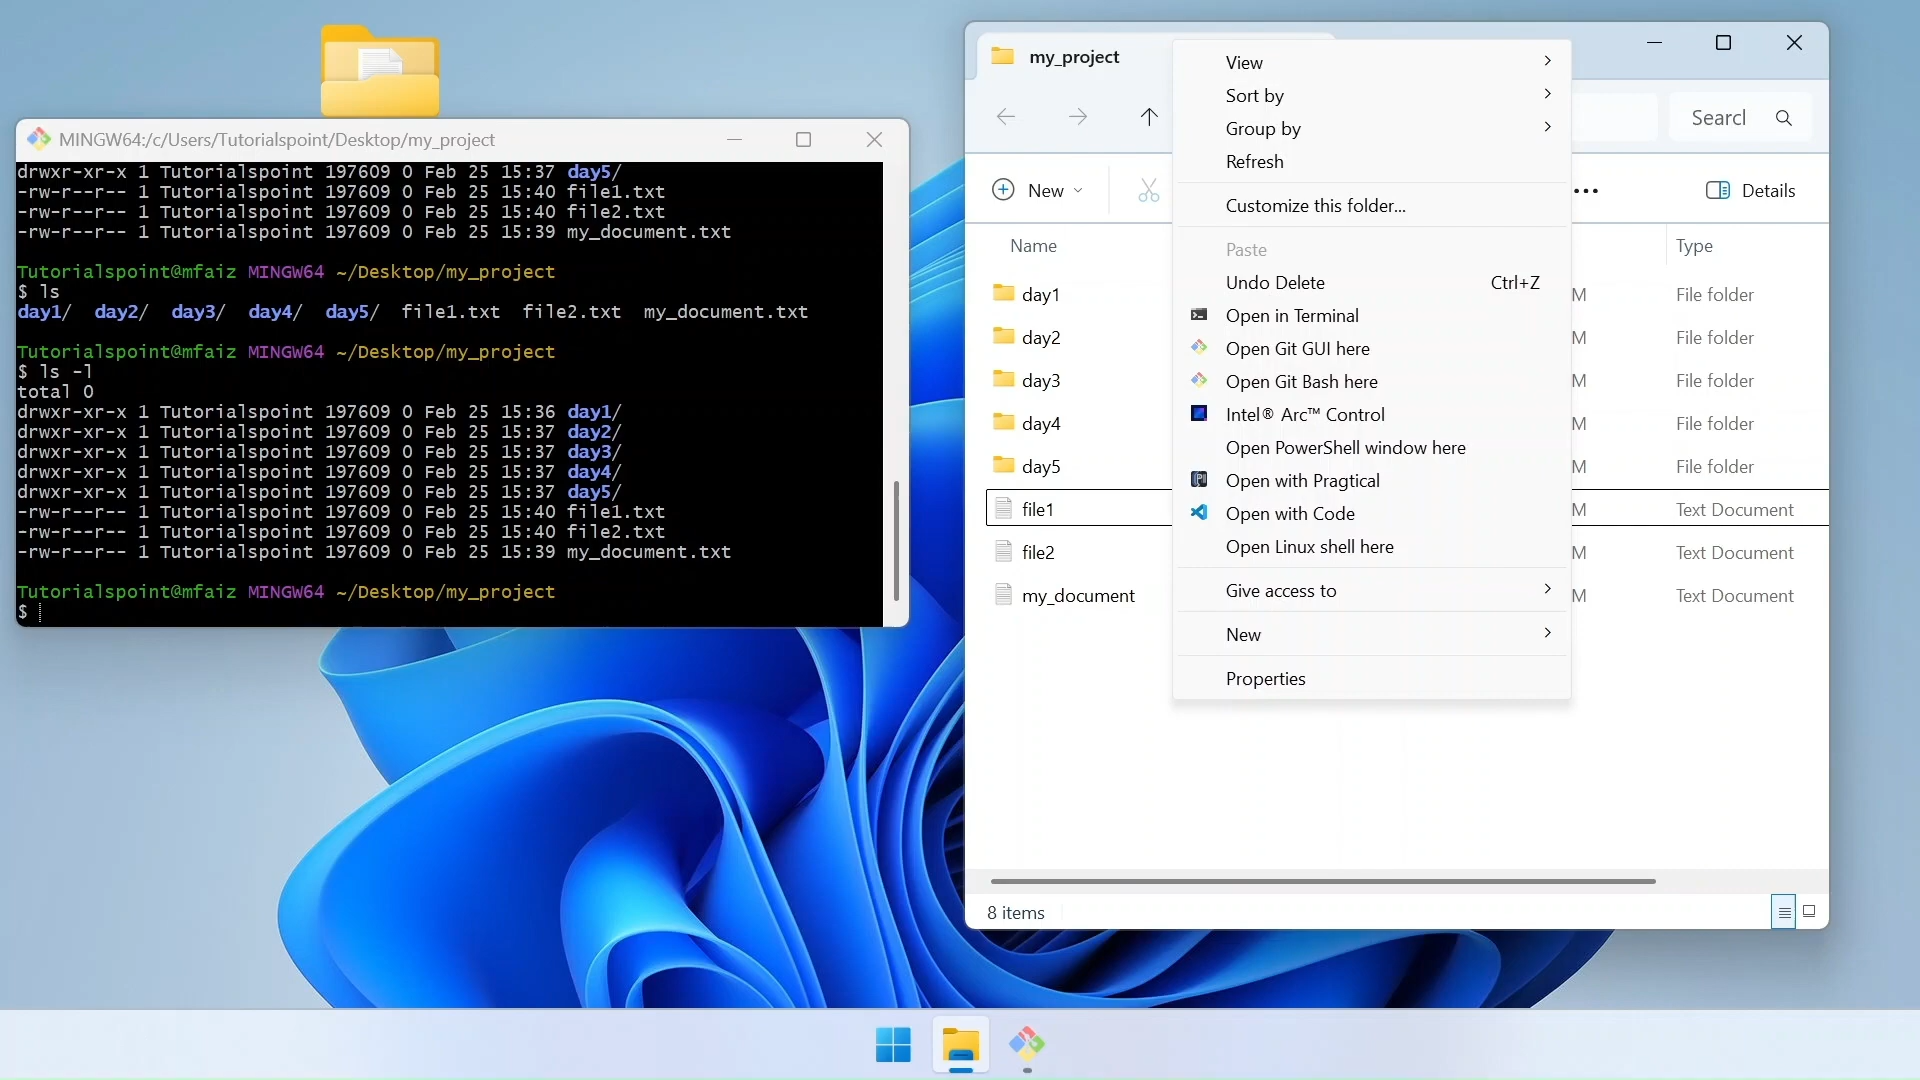 MINGW64:/c/Users/Tutorialspoint/Desktop/my_project
drwxr-xr-x 1 Tutorialspoint 197609 0 Feb 25 15:37 day5/
-rw-r--r-- 1 Tutorialspoint 197609 0 Feb 25 15:40 file1.txt
-rw-r--r-- 1 Tutorialspoint 197609 0 Feb 25 15:40 file2.txt
-rw-r--r-- 1 Tutorialspoint 197609 0 Feb 25 15:39 my_document.txt
Tutorialspoint@mfaiz MINGW64 ~/Desktop/my_project
$ ls
day1/ day2/ day3/ day4/ day5/ file1.txt file2.txt my_document.txt
Tutorialspoint@mfaiz MINGW64 ~/Desktop/my_project
$ ls -l
total 0
drwxr-xr-x 1 Tutorialspoint 197609 0 Feb 25 15:36 day1/
drwxr-xr-x 1 Tutorialspoint 197609 0 Feb 25 15:37 day2/
drwxr-xr-x 1 Tutorialspoint 197609 0 Feb 25 15:37 day3/
drwxr-xr-x 1 Tutorialspoint 197609 0 Feb 25 15:37 day4/
drwxr-xr-x 1 Tutorialspoint 197609 0 Feb 25 15:37 day5/
-rw-r--r-- 1 Tutorialspoint 197609 0 Feb 25 15:40 file1.txt
-rw-r--r-- 1 Tutorialspoint 197609 0 Feb 25 15:40 file2.txt
-rw-r--r-- 1 Tutorialspoint 197609 0 Feb 25 15:39 my_document.txt
Tutorialspoint@mfaiz MINGW64 ~/Desktop/my_project
$
my_project
Searcl
New
Details
Name
Type
day1 M File folder
day2 M File folder
day3 M File folder
day4 M File folder
day5 M File folder
file1 M Text Document
file2 M Text Document
my_document M Text Document
8 items
View
Sort by
Group by
Refresh
Customize this folder...
Paste
Undo Delete Ctrl+Z
Open in Terminal
Open Git GUI here
Open Git Bash here
Intel® Arc™ Control
Open PowerShell window here
Open with Pragtical
Open with Code
Open Linux shell here
Give access to
New
Properties